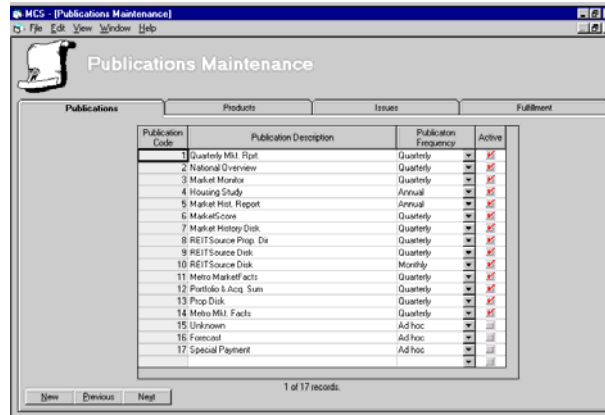 MCS - [Publications Maintenance]
File Edit View Window Help
Publications Maintenance
Publications Products Issues Fulfillment
Publication Code Publication Description Publicaton Frequency Active
1 Quarterly Mkt. Rprt. Quarterly
2 National Overview Quarterly
3 Market Monitor Quarterly
4 Housing Study Annual
5 Market Hist. Report Annual
6 MarketScore Quarterly
7 Market History Disk Quarterly
8 REITSource Prop. Dir Quarterly
9 REITSource Disk Quarterly
10 REITSource Disk Monthly
11 Metro MarketFacts Quarterly
12 Portfolio & Acq. Sum Quarterly
13 Prop Disk Quarterly
14 Metro Mkt. Facts Quarterly
15 Unknown Ad hoc
16 Forecast Ad hoc
17 Special Payment Ad hoc
1 of 17 records.
New Previous Next